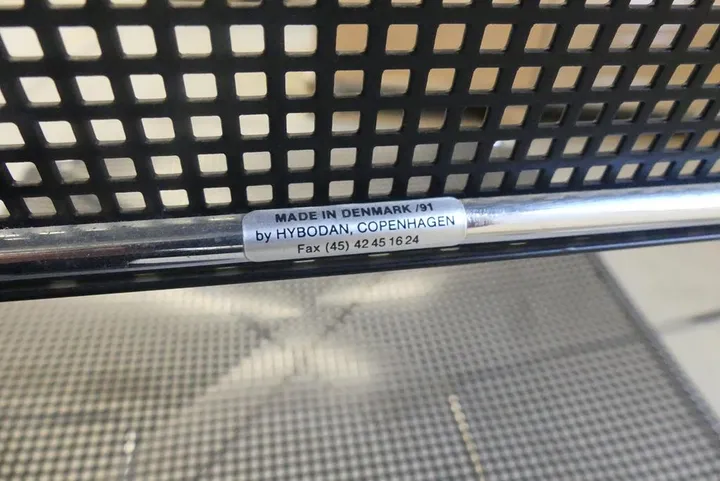 MADE IN DENMARK /91
by HYBODAN, COPENHAGEN
Fax (45) 42 45 16 24